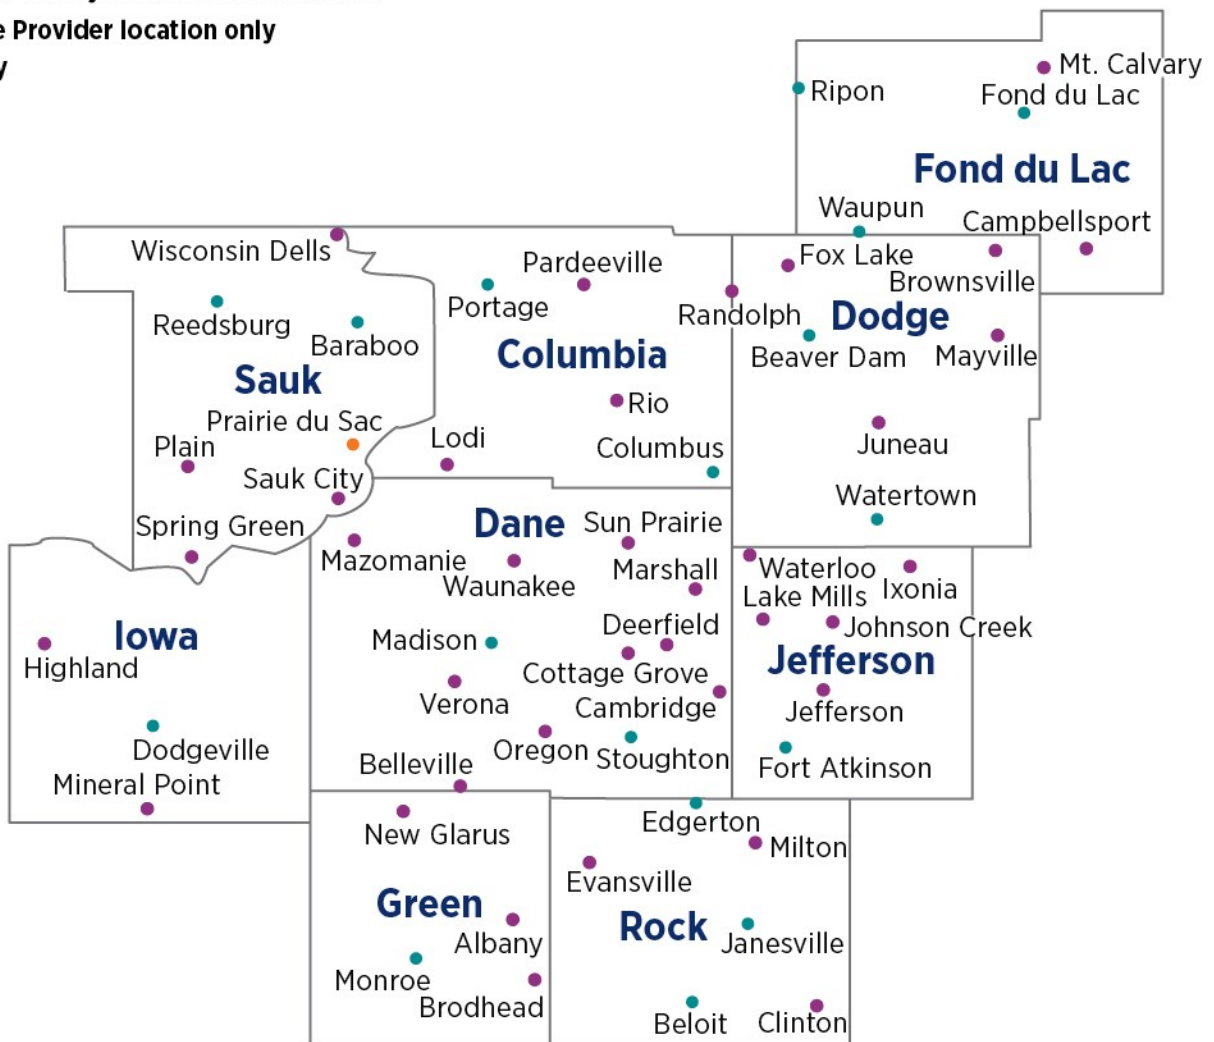 e Provider location only
Mt. Calvary
Ripon
Fond du Lac
Fond du Lac
Waupun
Campbellsport
Wisconsin Dells
Pardeeville
Fox Lake
Brownsville
Portage
Randolph
Dodge
Reedsburg
Baraboo
Columbia
Beaver Dam
Mayville
Sauk
Prairie du Sac
Rio
Plain
Lodi
Columbus
Juneau
Sauk City
Watertown
Spring Green
Dane
Sun Prairie
Mazomanie
Waunakee
Marshall
Waterloo
Ixonia
Lake Mills
Iowa
Deerfield
Johnson Creek
Highland
Madison
Cottage Grove
Jefferson
Verona
Cambridge
Jefferson
Dodgeville
Oregon
Stoughton
Belleville
Fort Atkinson
Mineral Point
New Glarus
Edgerton
Milton
Evansville
Green
Rock
Albany
Janesville
Monroe
Brodhead
Beloit
Clinton